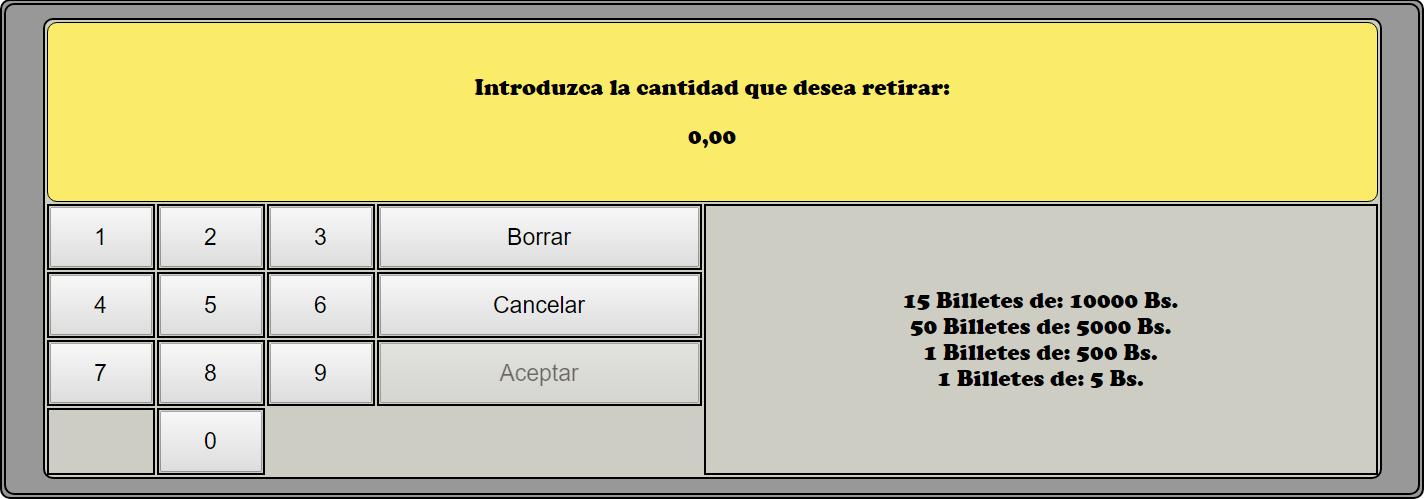 Introduzca la cantidad que desea retirar:
0,00
1 2 3 Borrar
4 5 6 Cancelar
7 8 9 Aceptar
0
15 Billetes de: 10000 Bs.
50 Billetes de: 5000 Bs.
1 Billetes de: 500 Bs.
1 Billetes de: 5 Bs.